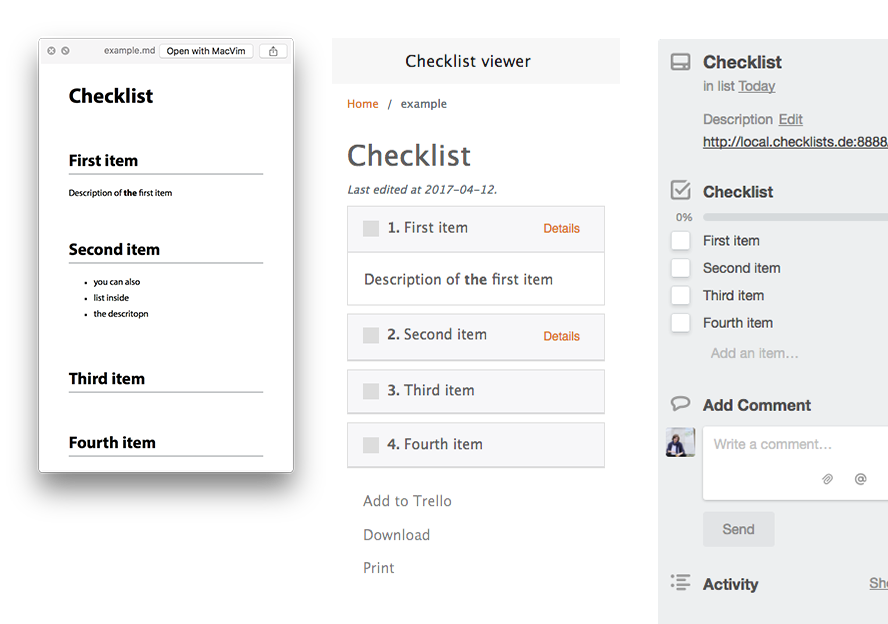 example.md Open with MacVim
Checklist
First item
Description of the first item
Second item
• you can also
• list inside
• the descritopn
Third item
Fourth item
Checklist viewer
Home / example
Checklist
Last edited at 2017-04-12.
1. First item Details
Description of the first item
2. Second item Details
3. Third item
4. Fourth item
Add to Trello
Download
Print
Checklist
in list Today
Description Edit
http://local.checklists.de:8888/
Checklist
0%
First item
Second item
Third item
Fourth item
Add an item…
Add Comment
Write a comment…
@
Send
Activity